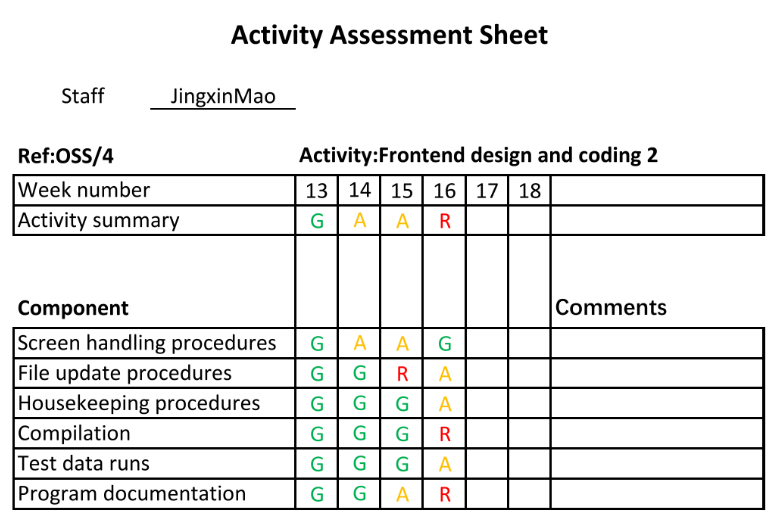 Activity Assessment Sheet
Staff JingxinMao
Ref:OSS/4 Activity:Frontend design and coding 2
Week number 13 14 15 16 17 18
Activity summary G A A R
Component Comments
Screen handling procedures G A A G
File update procedures G G R A
Housekeeping procedures G G G A
Compilation G G G R
Test data runs G G G A
Program documentation G G A R